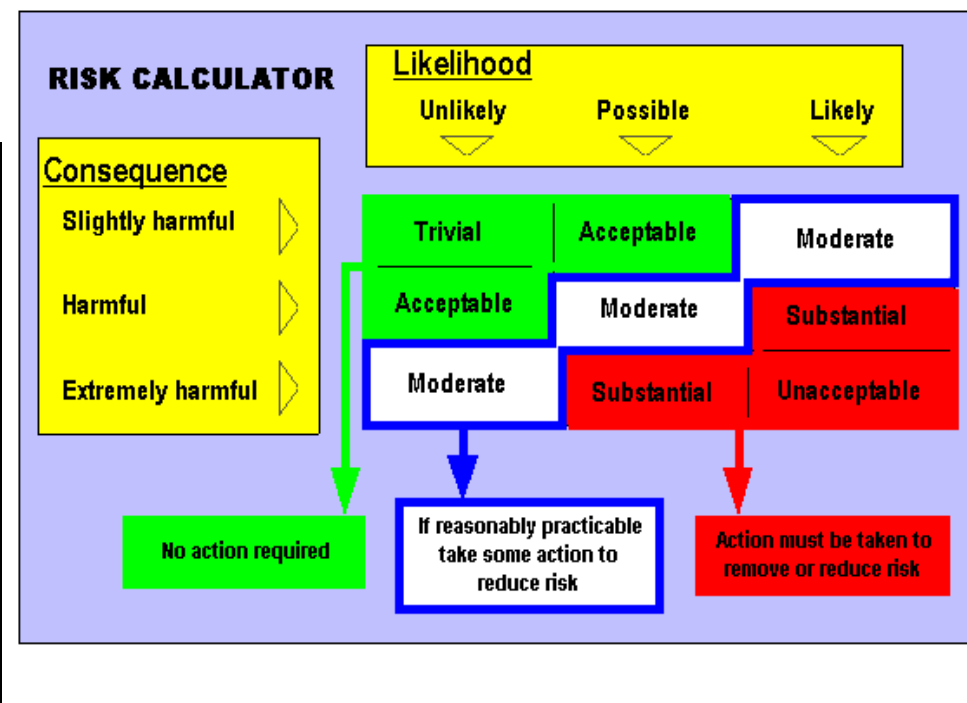 RISK CALCULATOR
Likelihood
Unlikely Possible Likely
Consequence
Slightly harmful
Trivial Acceptable Moderate
Harmful
Acceptable Moderate Substantial
Extremely harmful
Moderate Substantial Unacceptable
No action required
If reasonably practicable
take some action to
reduce risk
Action must be taken to
remove or reduce risk